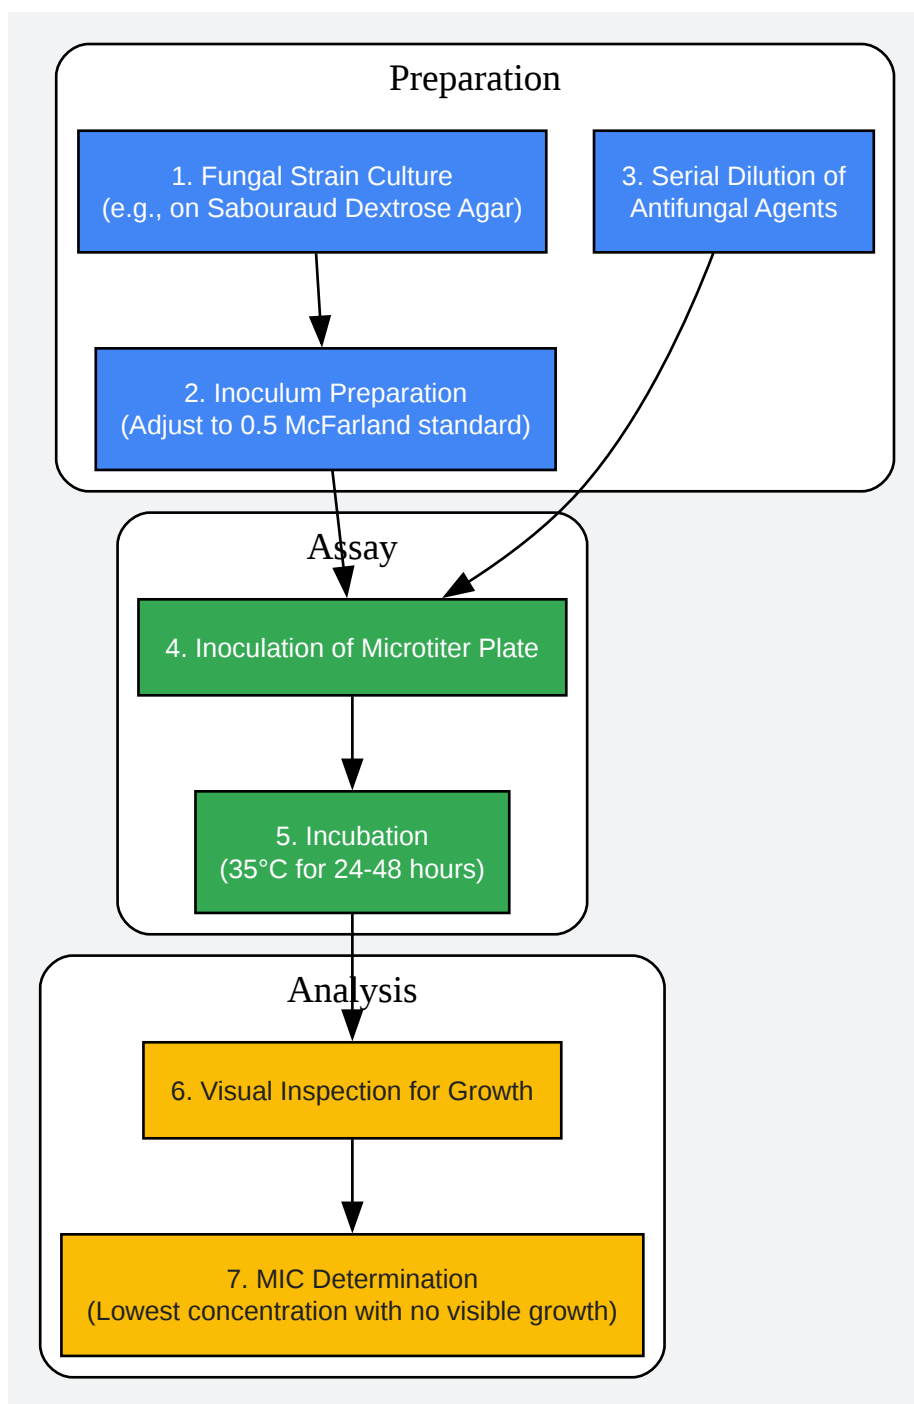 Preparation
1. Fungal Strain Culture
(e.g., on Sabouraud Dextrose Agar)
3. Serial Dilution of
Antifungal Agents
2. Inoculum Preparation
(Adjust to 0.5 McFarland standard)
Assay
4. Inoculation of Microtiter Plate
5. Incubation
(35°C for 24-48 hours)
Analysis
6. Visual Inspection for Growth
7. MIC Determination
(Lowest concentration with no visible growth)